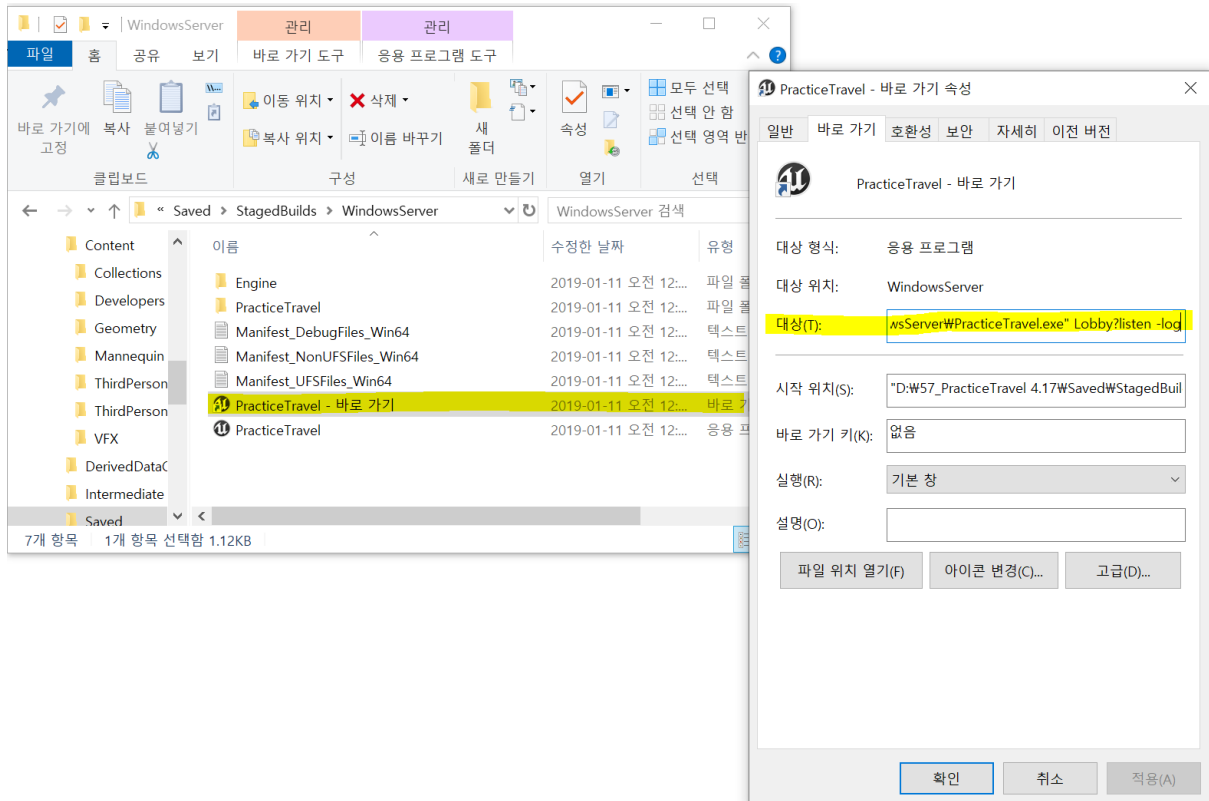 WindowsServer
관리
관리
파일
홈
공유
보기
바로 가기 도구
응용 프로그램 도구
바로 가기에
고정
복사
붙여넣기
클립보드
이동 위치
복사 위치
삭제
이름 바꾸기
구성
새
폴더
새로 만들기
속성
열기
모두 선택
선택 안 함
선택 영역 반
선택
« Saved > StagedBuilds > WindowsServer
WindowsServer 검색
Content
Collections
Developers
Geometry
Mannequin
ThirdPerson
ThirdPerson
VFX
DerivedDataC
Intermediate
Saved
이름
수정한 날짜
유형
Engine
2019-01-11 오전 12:...
파일 폴
PracticeTravel
2019-01-11 오전 12:...
파일 폴
Manifest_DebugFiles_Win64
2019-01-11 오전 12:...
텍스트
Manifest_NonUFSFiles_Win64
2019-01-11 오전 12:...
텍스트
Manifest_UFSFiles_Win64
2019-01-11 오전 12:...
텍스트
PracticeTravel - 바로 가기
2019-01-11 오전 12:...
바로 가
PracticeTravel
2019-01-11 오전 12:...
응용 프
7개 항목
1개 항목 선택함 1.12KB
PracticeTravel - 바로 가기 속성
일반
바로 가기
호환성
보안
자세히
이전 버전
PracticeTravel - 바로 가기
대상 형식:
응용 프로그램
대상 위치:
WindowsServer
대상(T):
wsServer₩PracticeTravel.exe" Lobby?listen -log
시작 위치(S):
"D:₩57_PracticeTravel 4.17₩Saved₩StagedBuil
바로 가기 키(K):
없음
실행(R):
기본 창
설명(O):
파일 위치 열기(F)
아이콘 변경(C)...
고급(D)...
확인
취소
적용(A)